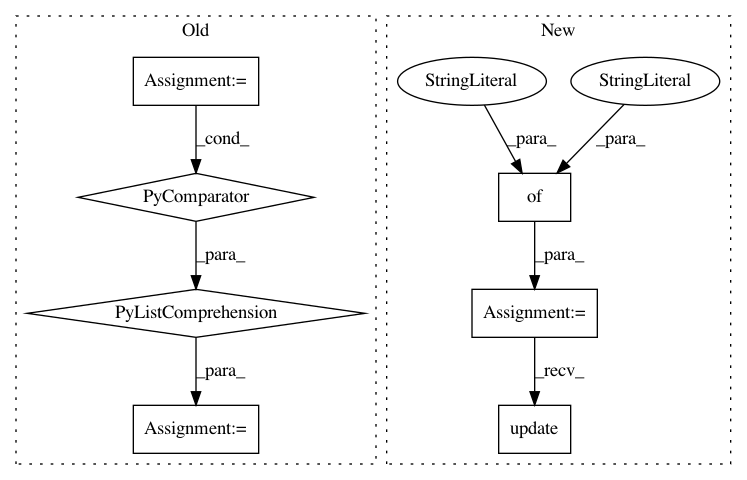 Old
New
Assignment:=
StringLiteral
StringLiteral
_cond_
_para_
_para_
PyComparator
of
_para_
_para_
PyListComprehension
Assignment:=
_para_
_recv_
Assignment:=
update